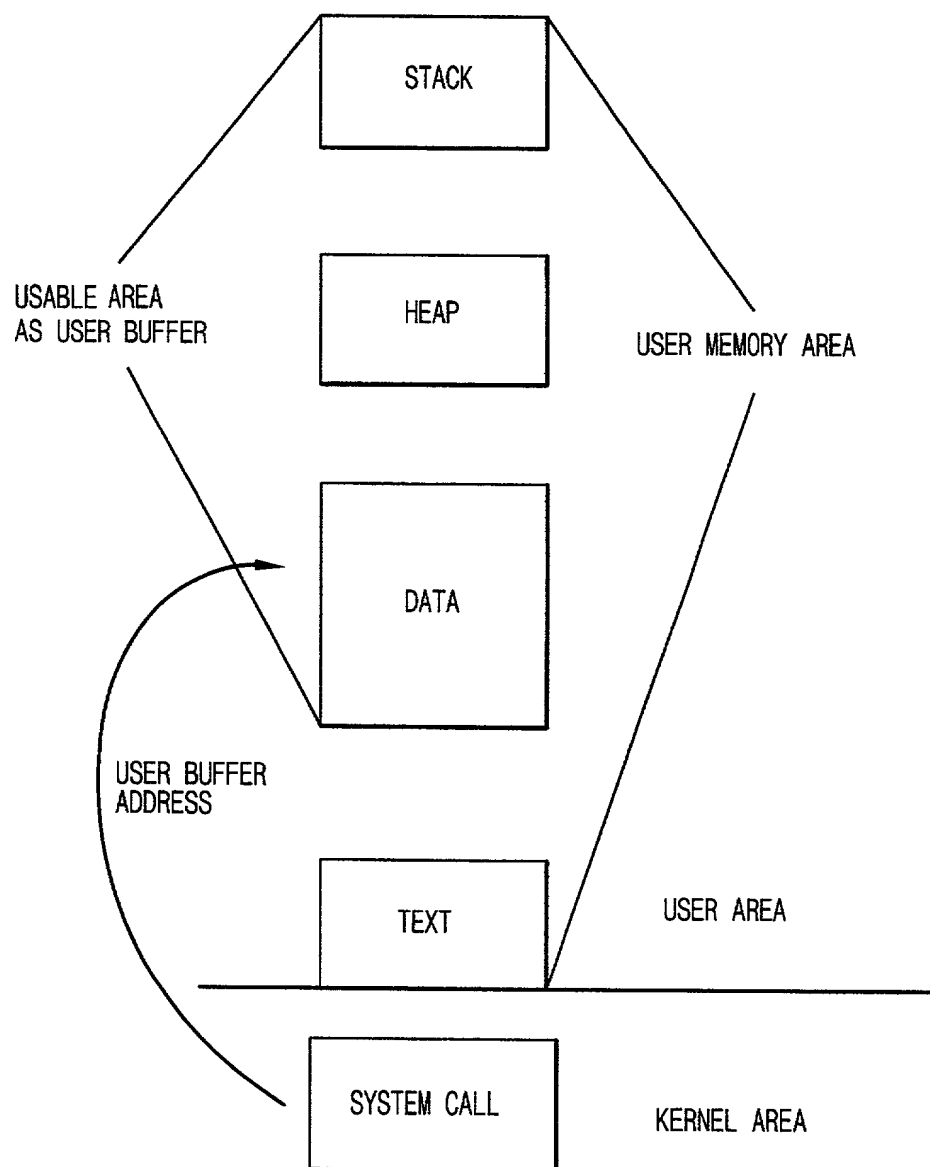 STACK
USABLE AREA
AS USER BUFFER
HEAP
USER MEMORY AREA
DATA
USER BUFFER
ADDRESS
TEXT
USER AREA
SYSTEM CALL
KERNEL AREA